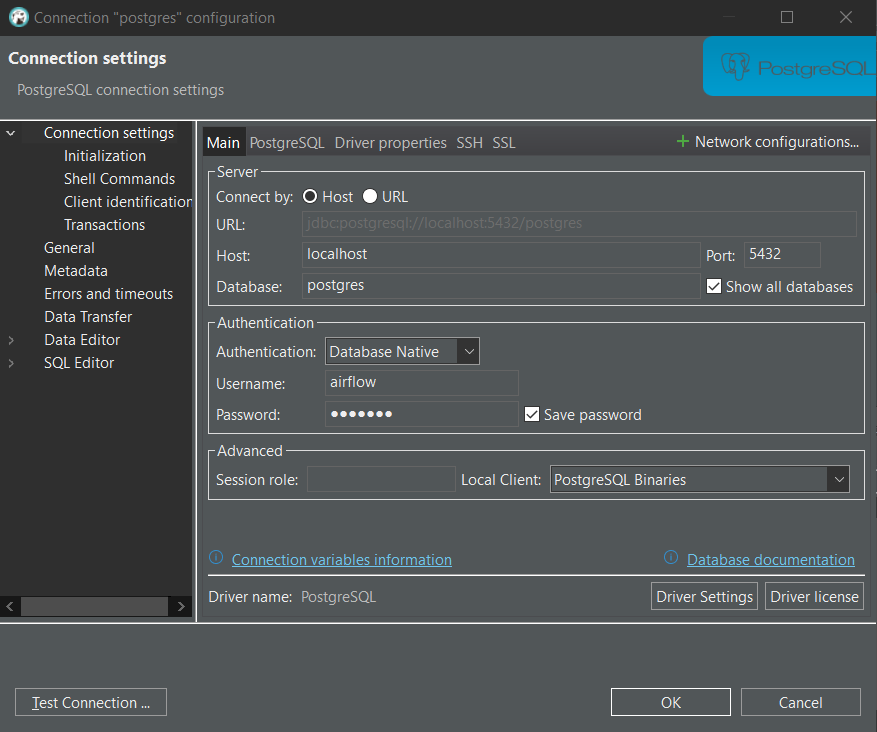 Connection "postgres" configuration
Connection settings
PostgreSQL connection settings
PostgreSQL
Connection settings
Initialization
Shell Commands
Client identification
Transactions
General
Metadata
Errors and timeouts
Data Transfer
Data Editor
SQL Editor
Main PostgreSQL Driver properties SSH SSL + Network configurations...
Server
Connect by: Host URL
URL: jdbc:postgresql://localhost:5432/postgres
Host: localhost Port: 5432
Database: postgres Show all databases
Authentication
Authentication: Database Native
Username: airflow
Password: ●●●●●●● Save password
Advanced
Session role: Local Client: PostgreSQL Binaries
Connection variables information Database documentation
Driver name: PostgreSQL Driver Settings Driver license
Test Connection ... OK Cancel